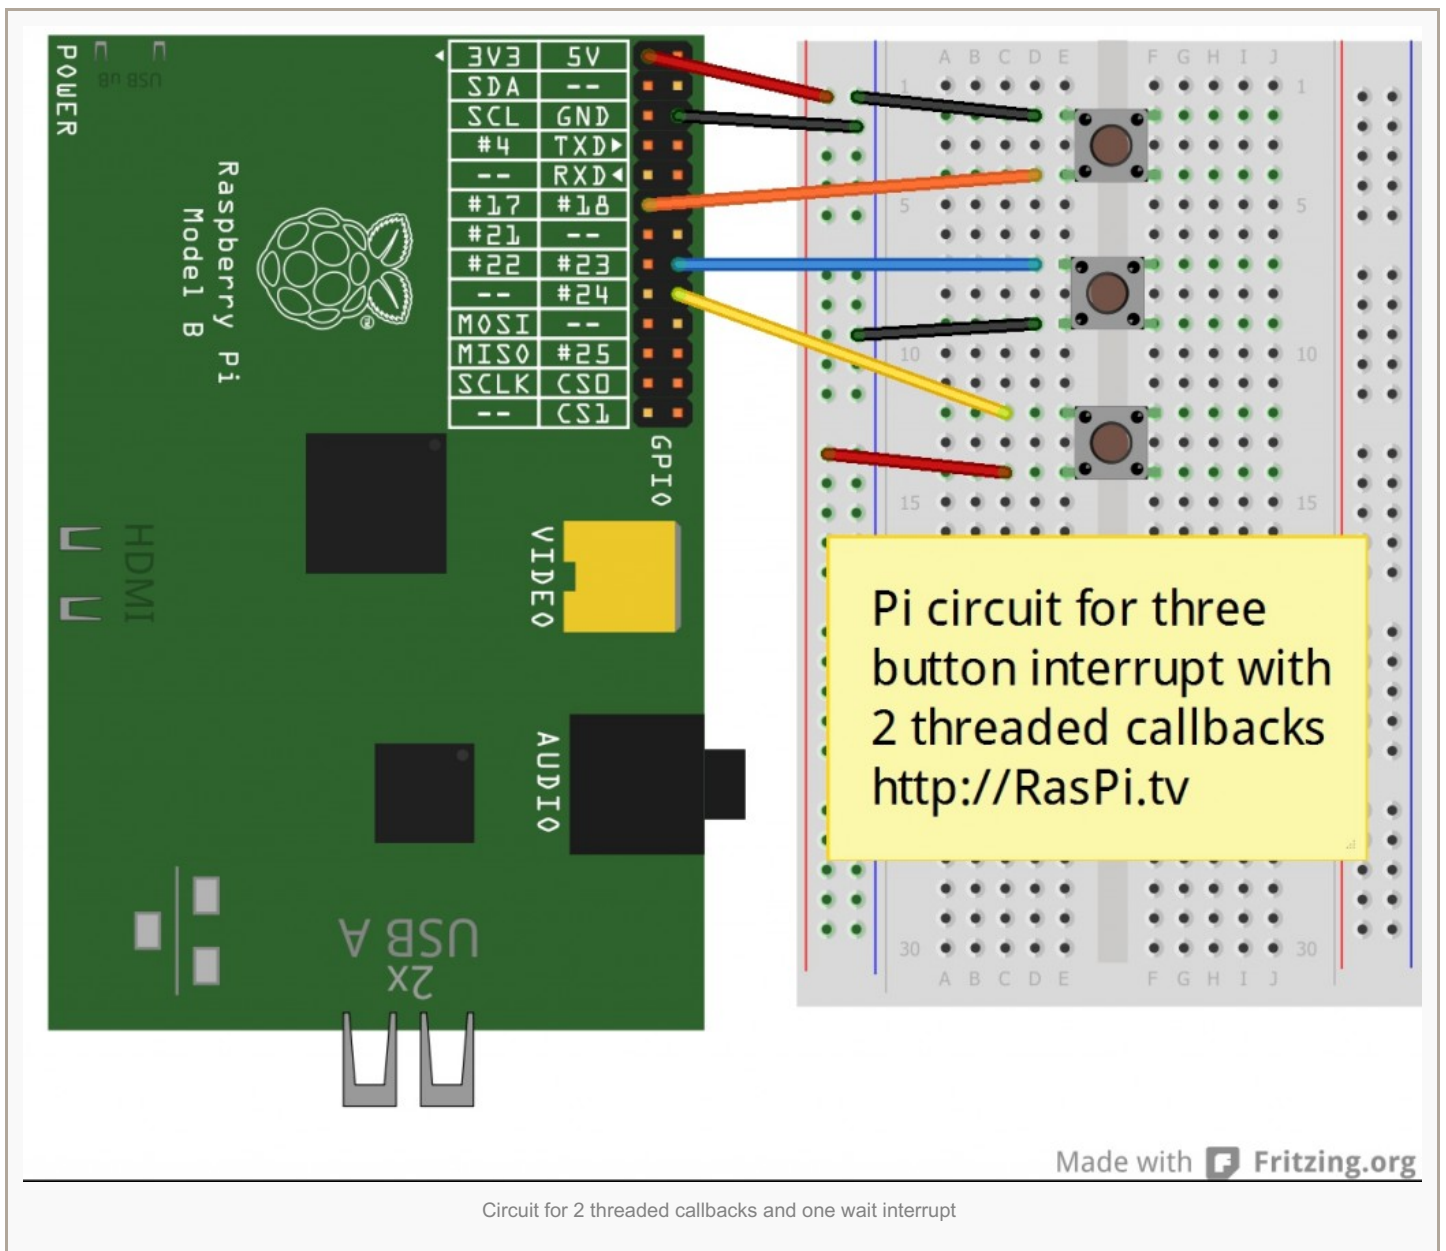 POWER
USB uB
3V3 5V
SDA --
SCL GND
#4 TXD▶
-- RXD◀
#17 #18
#21 --
#22 #23
-- #24
MOSI --
MISO #25
SCLK CS0
-- CS1
GPIO
Raspberry Pi
Model B
™
HDMI
VIDEO
AUDIO
USB A
2x
A B C D E F G H I J
1 1
5 5
10 10
15 15
Pi circuit for three
button interrupt with
2 threaded callbacks
http://RasPi.tv
30 30
A B C D E F G H I J
Made with Fritzing.org
Circuit for 2 threaded callbacks and one wait interrupt